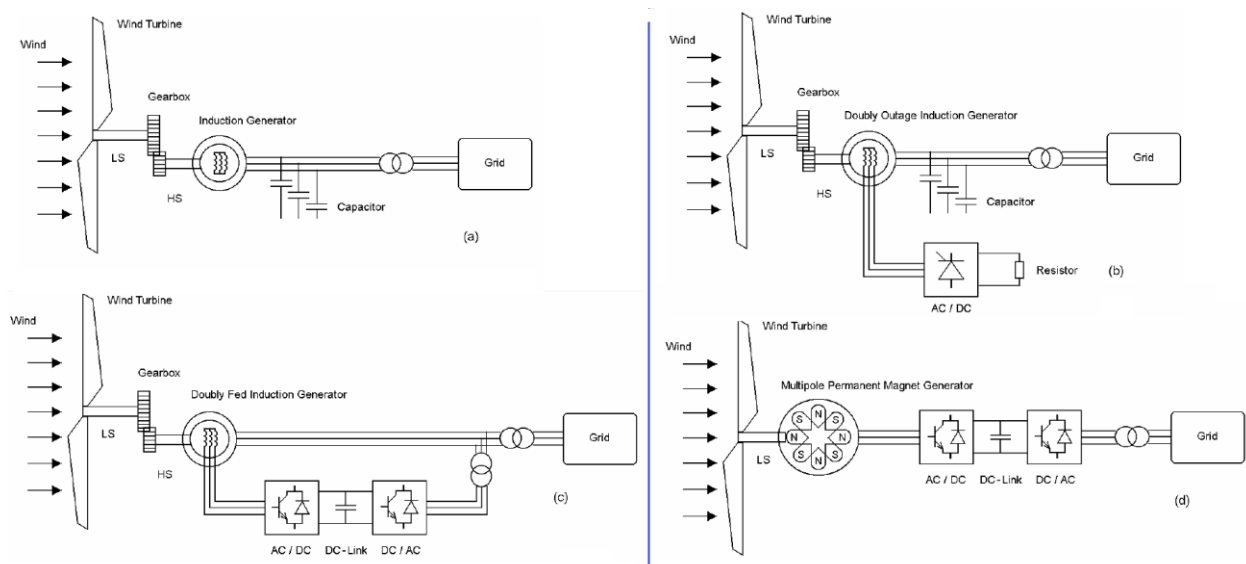 Wind Turbine
Wind
Gearbox
Induction Generator
LS
Grid
HS
Capacitor
(a)
Wind Turbine
Wind
Gearbox
Doubly Outage Induction Generator
LS
Grid
HS
Capacitor
Resistor
(b)
AC / DC
Wind Turbine
Wind
Gearbox
Doubly Fed Induction Generator
LS
Grid
HS
(c)
AC / DC
DC-Link
DC / AC
Wind Turbine
Wind
Multipole Permanent Magnet Generator
N
S
S
N
N
S
S
N
LS
Grid
AC / DC
DC-Link
DC / AC
(d)